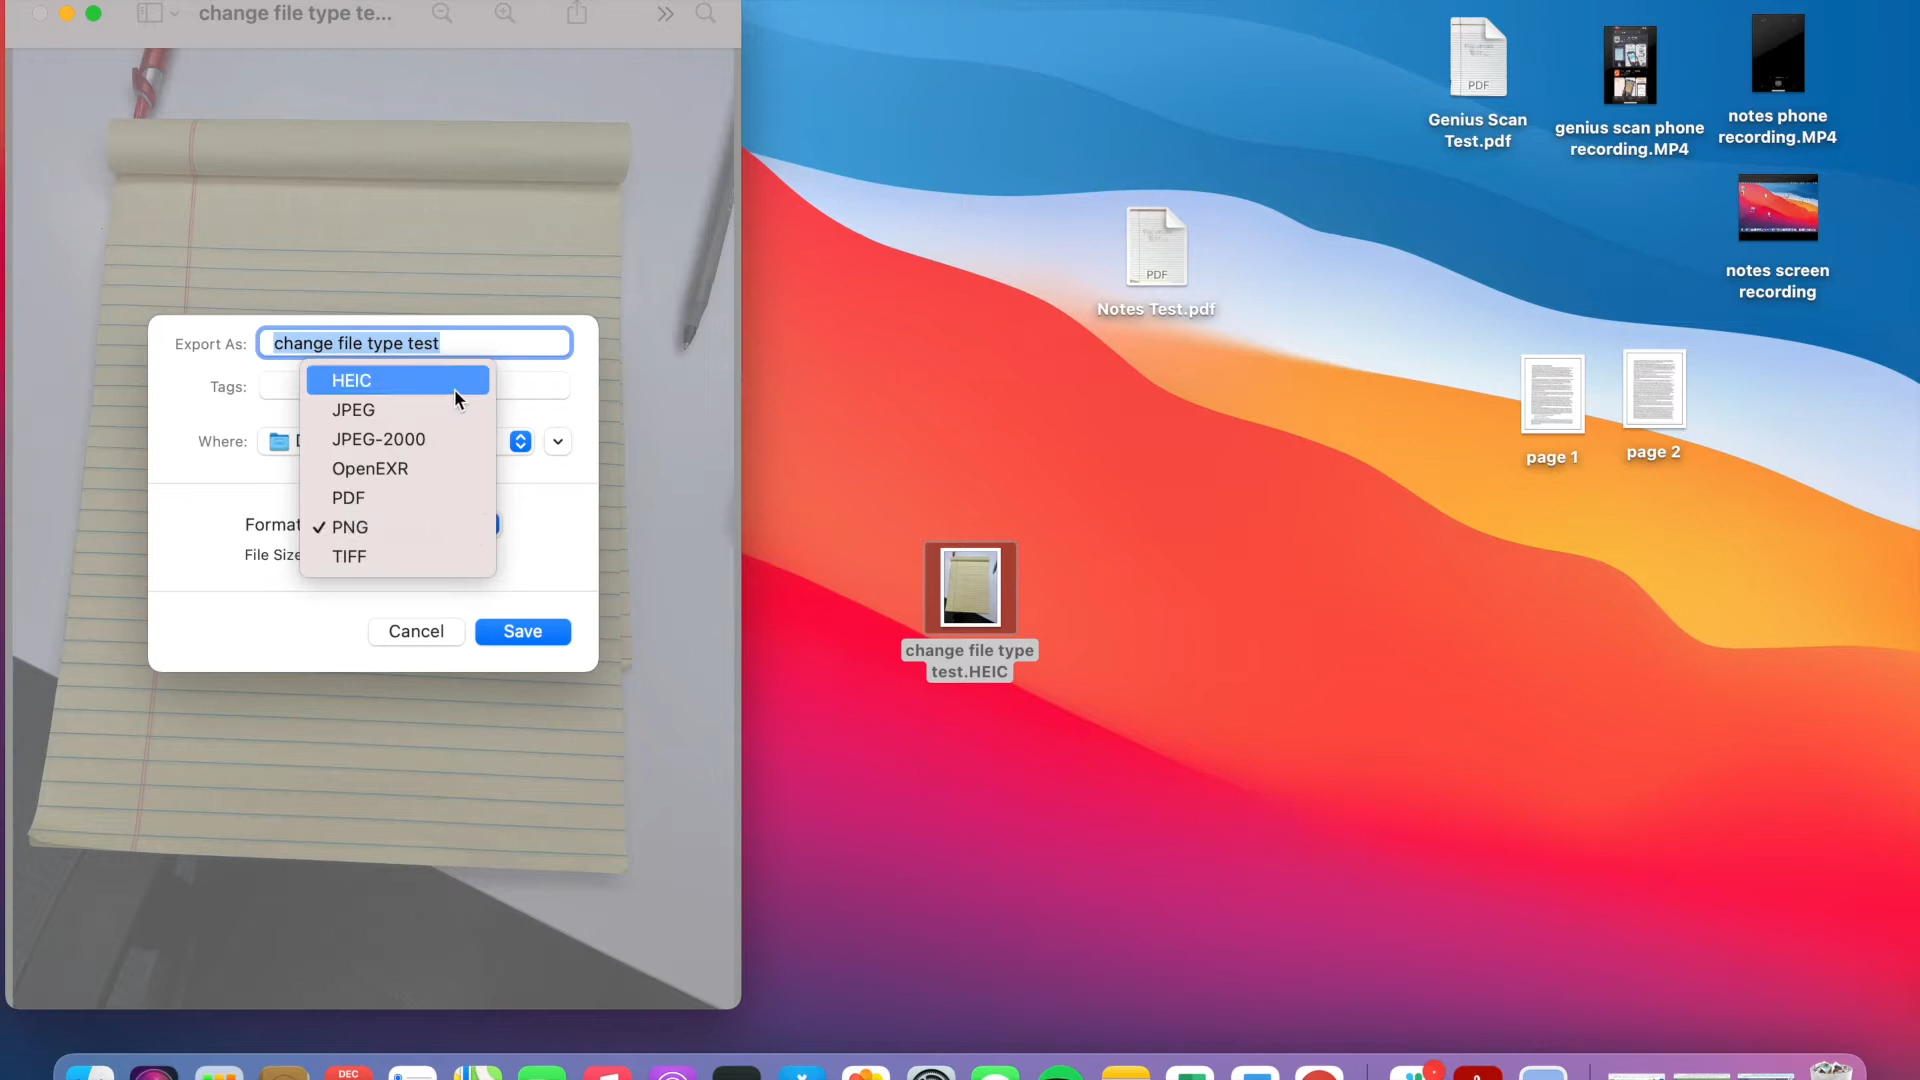 change file type te...
Export As:
change file type test
Tags:
Where:
HEIC
JPEG
JPEG-2000
OpenEXR
PDF
PNG
TIFF
Format
File Size
Cancel
Save
PDF
Genius Scan
Test.pdf
genius scan phone
recording.MP4
notes phone
recording.MP4
notes screen
recording
PDF
Notes Test.pdf
page 1
page 2
change file type
test.HEIC
DEC